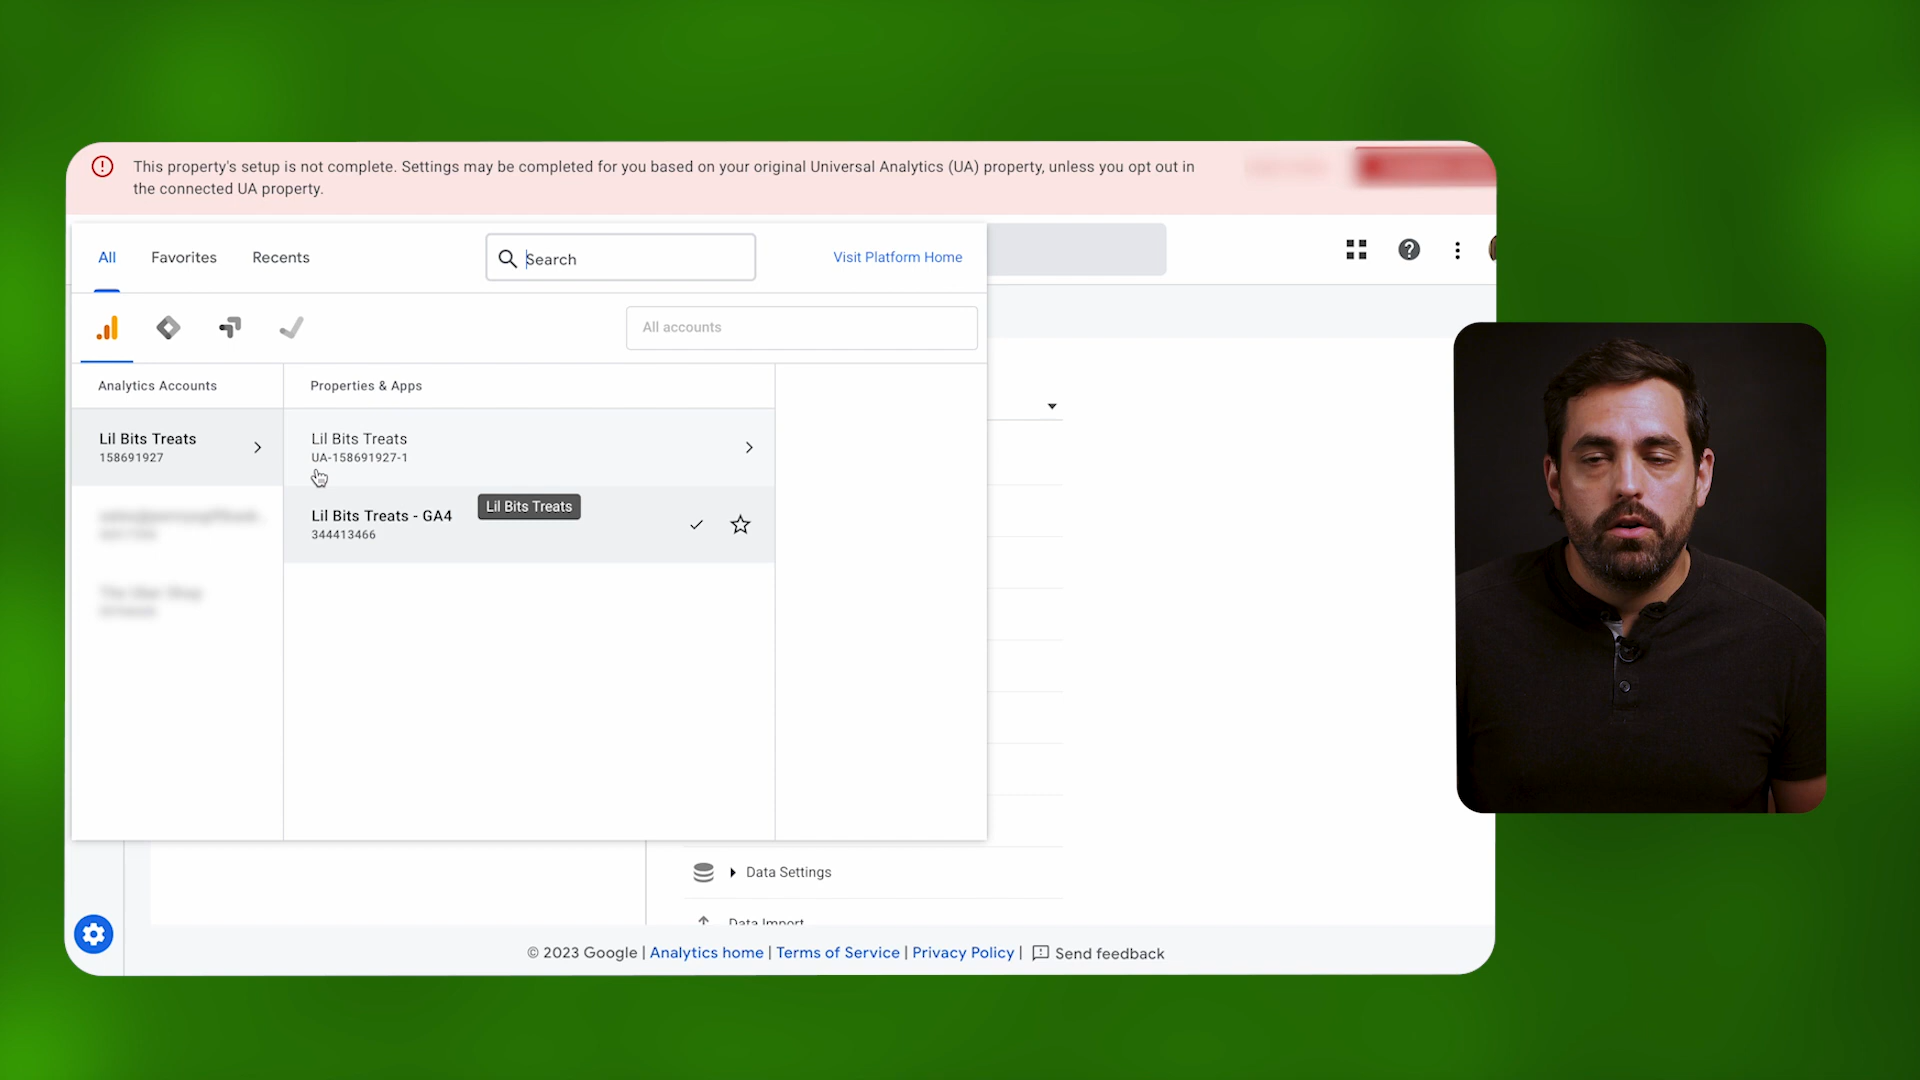 This property's setup is not complete. Settings may be completed for you based on your original Universal Analytics (UA) property, unless you opt out in
the connected UA property.
All
Favorites
Recents
Search
Visit Platform Home
All accounts
Analytics Accounts
Properties & Apps
Lil Bits Treats
158691927
Lil Bits Treats
UA-158691927-1
Lil Bits Treats
Lil Bits Treats - GA4
344413466
Data Settings
Data Import
© 2023 Google | Analytics home | Terms of Service | Privacy Policy | Send feedback